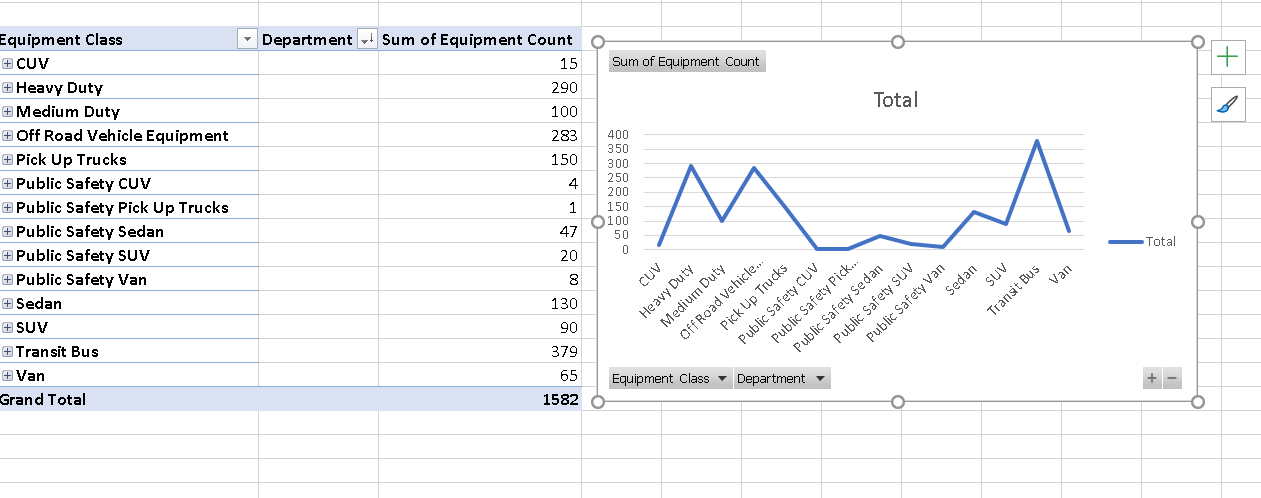 Equipment Class Department Sum of Equipment Count
CUV 15
Heavy Duty 290
Medium Duty 100
Off Road Vehicle Equipment 283
Pick Up Trucks 150
Public Safety CUV 4
Public Safety Pick Up Trucks 1
Public Safety Sedan 47
Public Safety SUV 20
Public Safety Van 8
Sedan 130
SUV 90
Transit Bus 379
Van 65
Grand Total 1582
Sum of Equipment Count
Total
400
350
300
250
200
150
100
50
0
CUV
Heavy Duty
Medium Duty
Off Road Vehicle...
Pick Up Trucks
Public Safety CUV
Public Safety Pick...
Public Safety Sedan
Public Safety SUV
Public Safety Van
Sedan
SUV
Transit Bus
Van
Total
Equipment Class Department